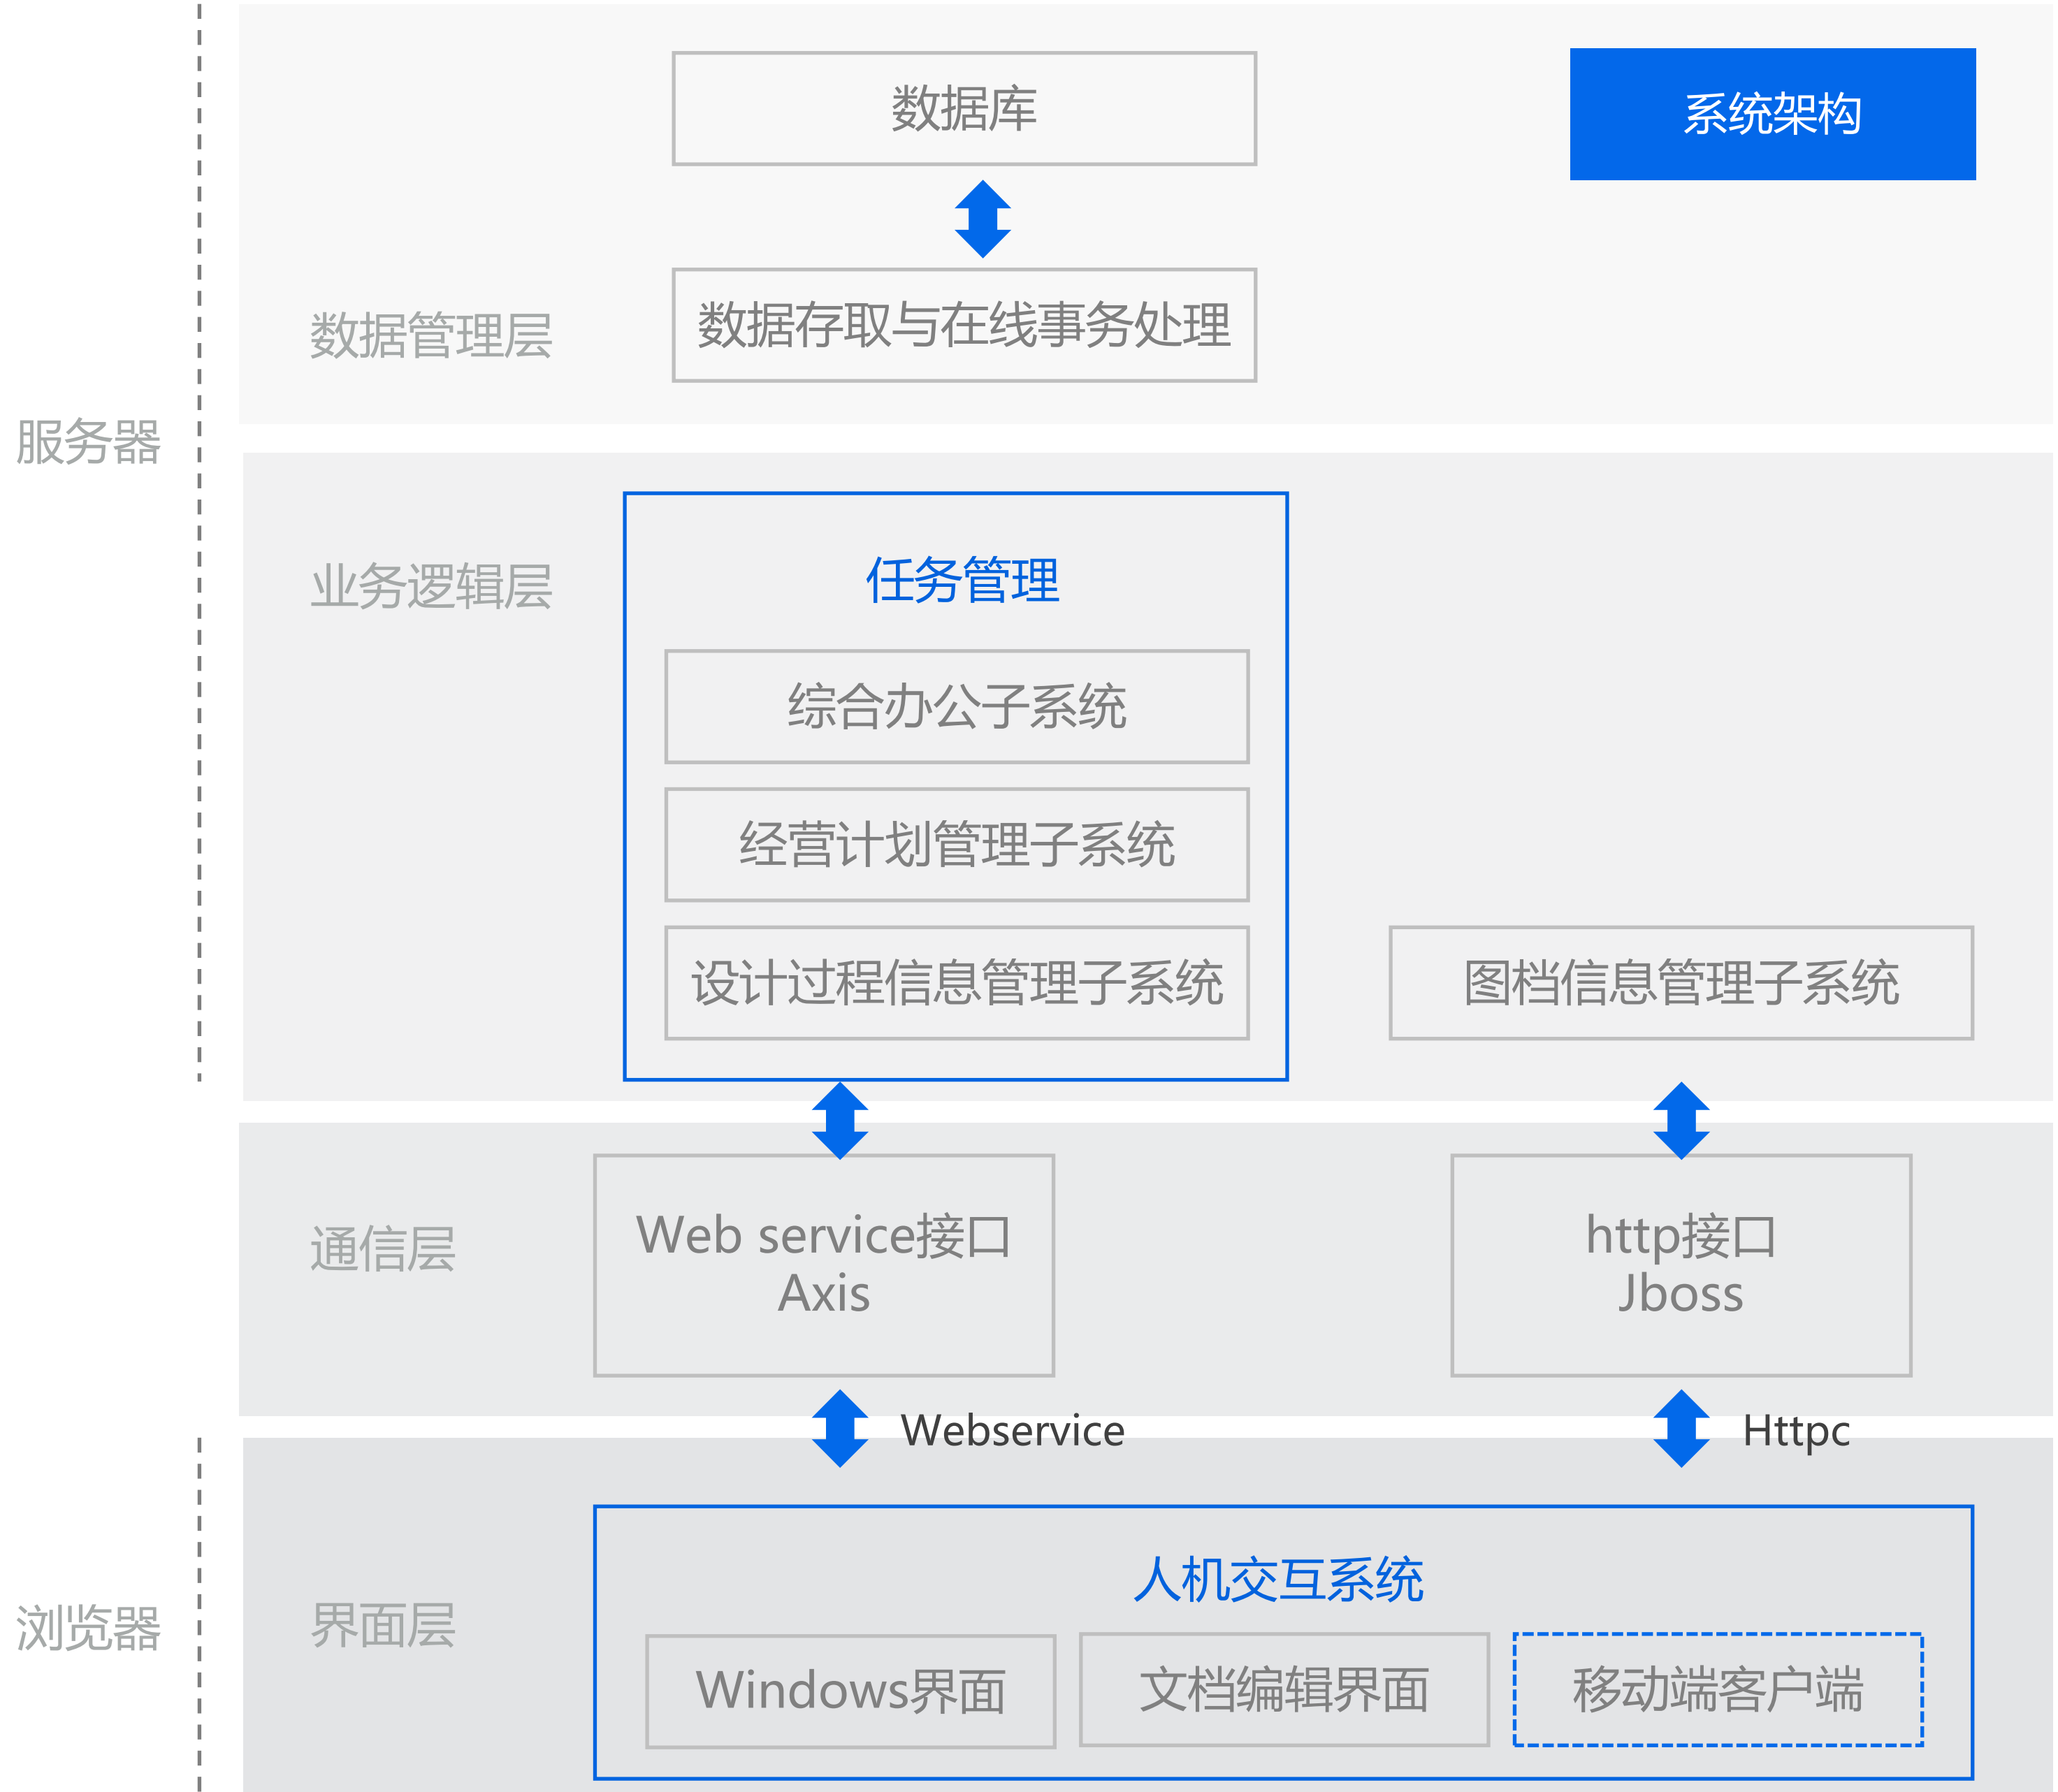 数据库
系统架构
数据管理层
数据存取与在线事务处理
服务器
业务逻辑层
任务管理
综合办公子系统
经营计划管理子系统
设计过程信息管理子系统
图料信息管理子系统
通信层
Web service接口
Axis
http接口
Jboss
Webservice
Httpc
浏览器
界面层
人机交互系统
Windows界面
文档编辑界面
移动端客户端